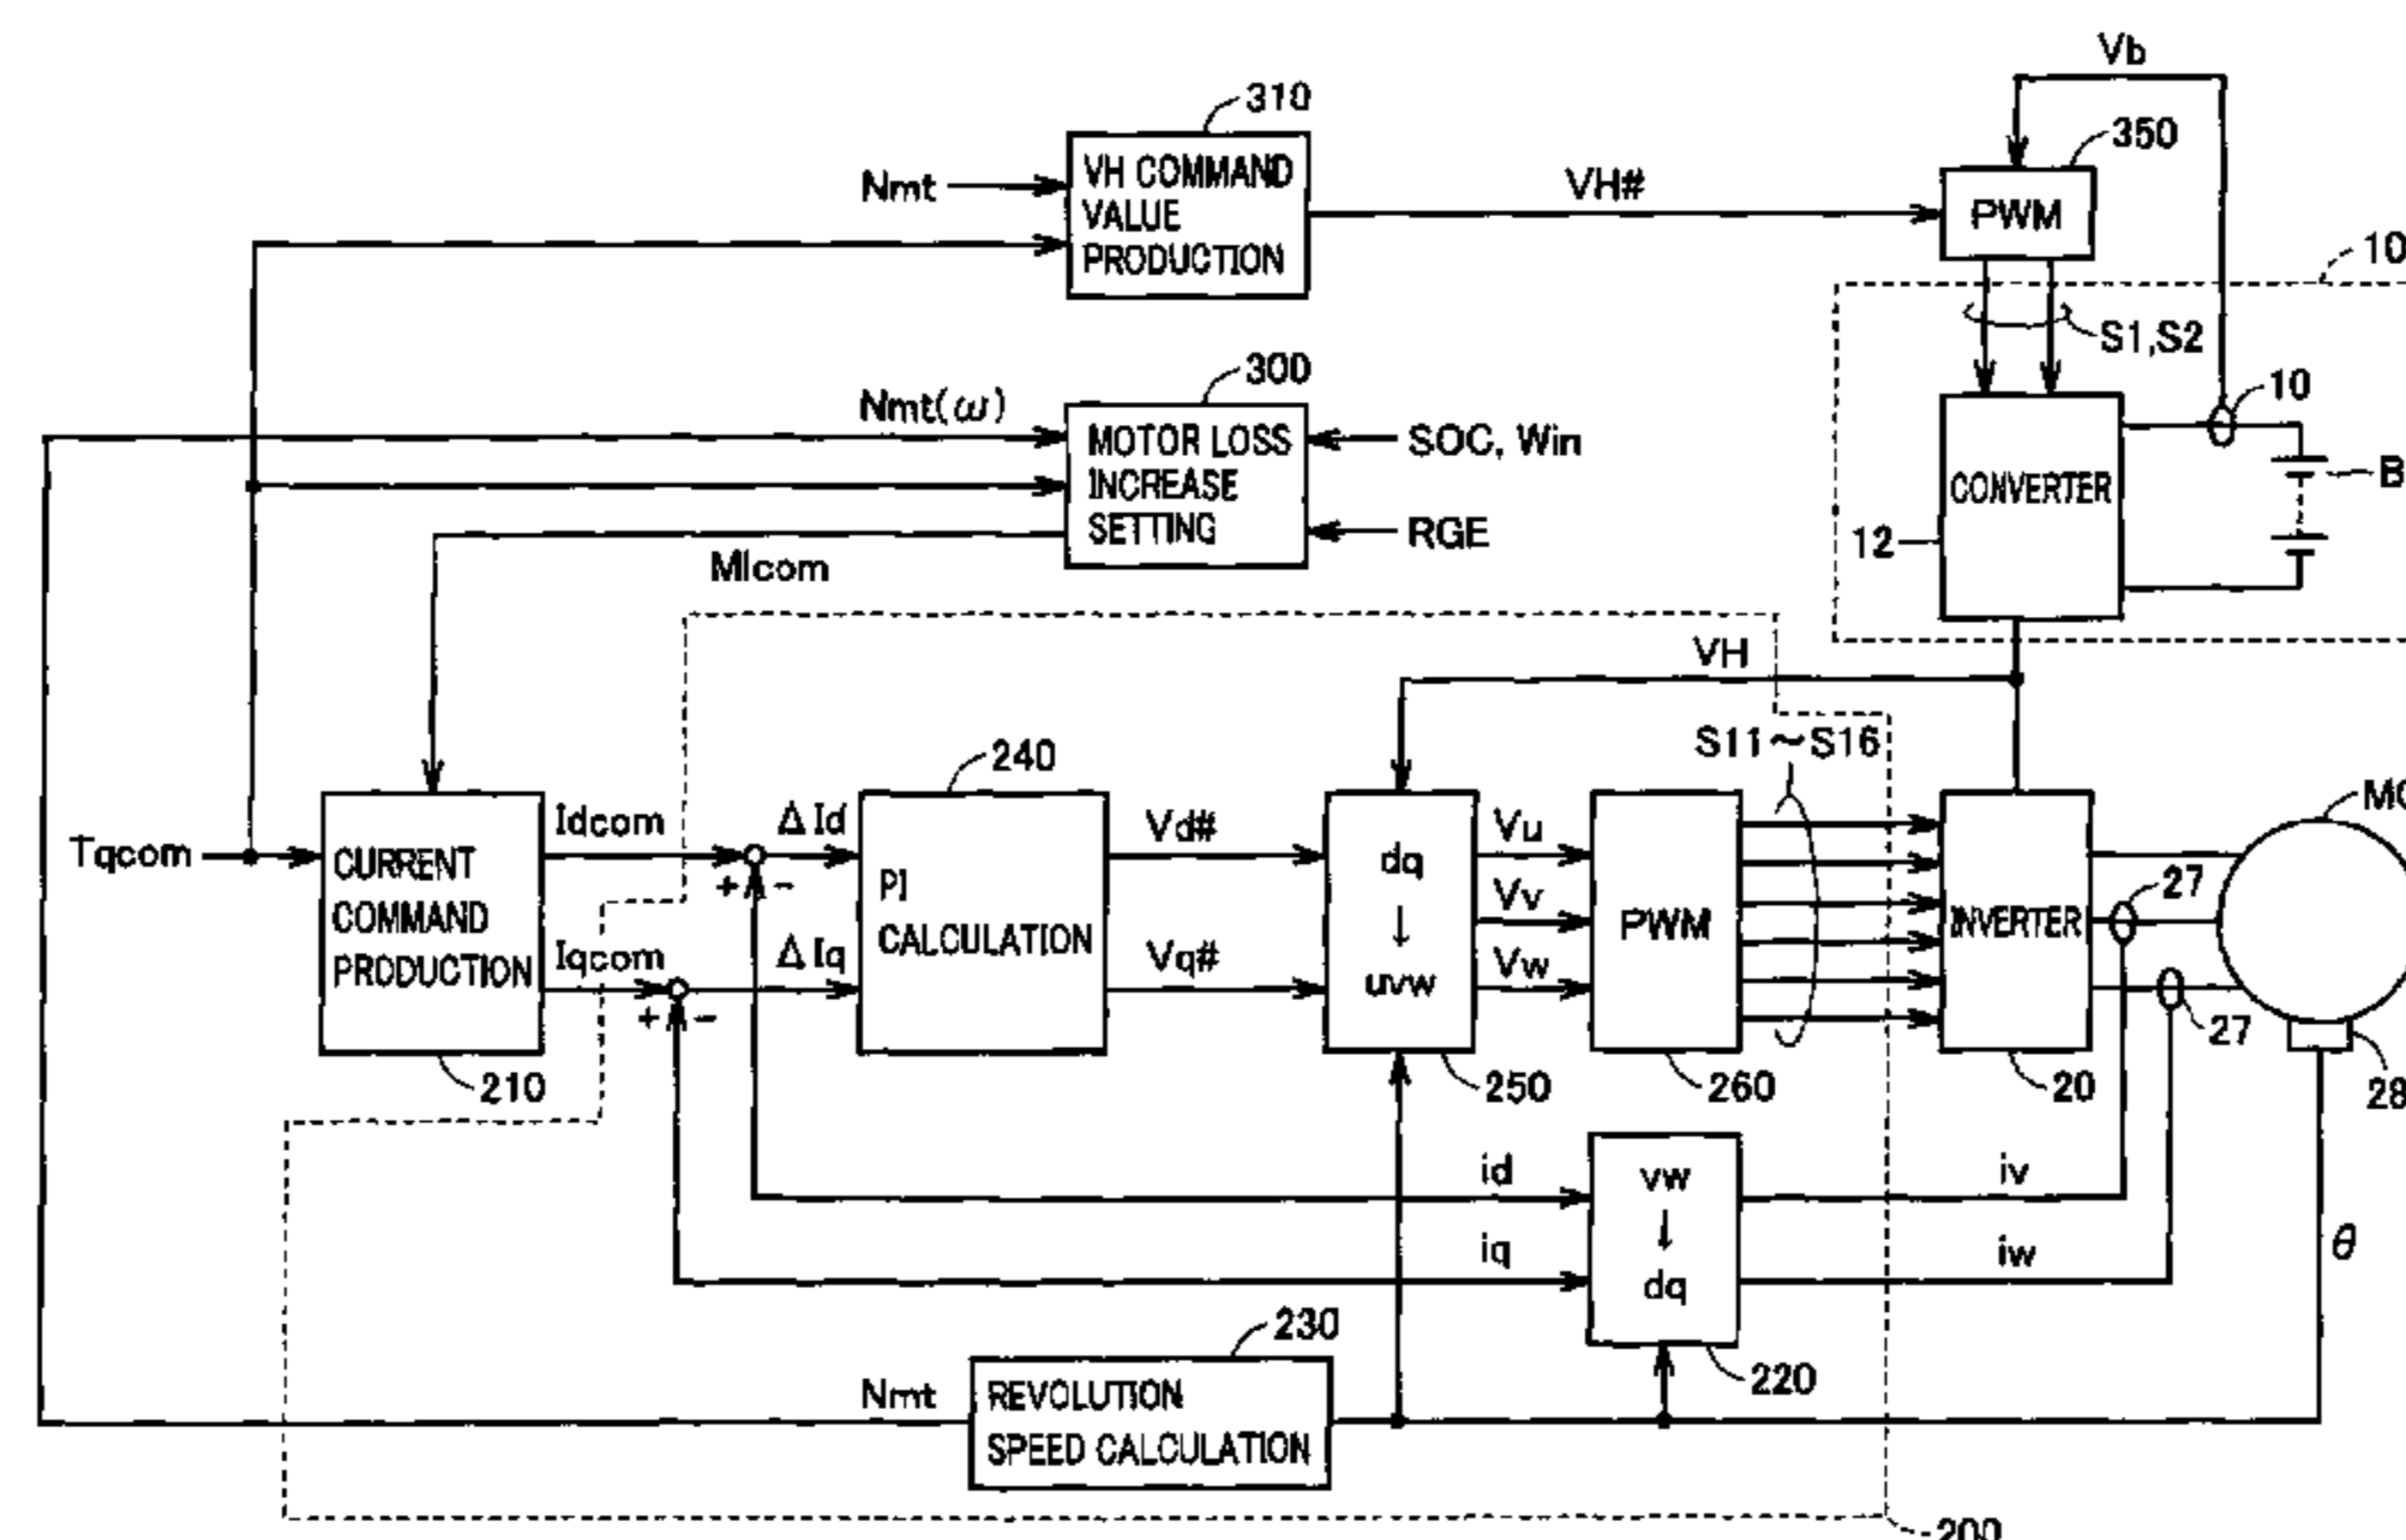 Vb
310
350
VH COMMAND
VALUE
PRODUCTION
Nmt
VH#
PWM
10
S1,S2
300
Nmt(ω)
MOTOR LOSS
INCREASE
SETTING
SOC, Win
RGE
10
CONVERTER
B
12
MIcom
VH
S11~S16
240
Tqcom
CURRENT
COMMAND
PRODUCTION
Idcom
ΔId
+ -
Iqcom
ΔIq
+ -
PI
CALCULATION
Vd#
Vq#
dq
↓
uvw
Vu
Vv
Vw
PWM
INVERTER
27
27
28
210
250
260
20
id
iq
vw
↓
dq
iv
iw
θ
230
220
Nmt
REVOLUTION
SPEED CALCULATION
200